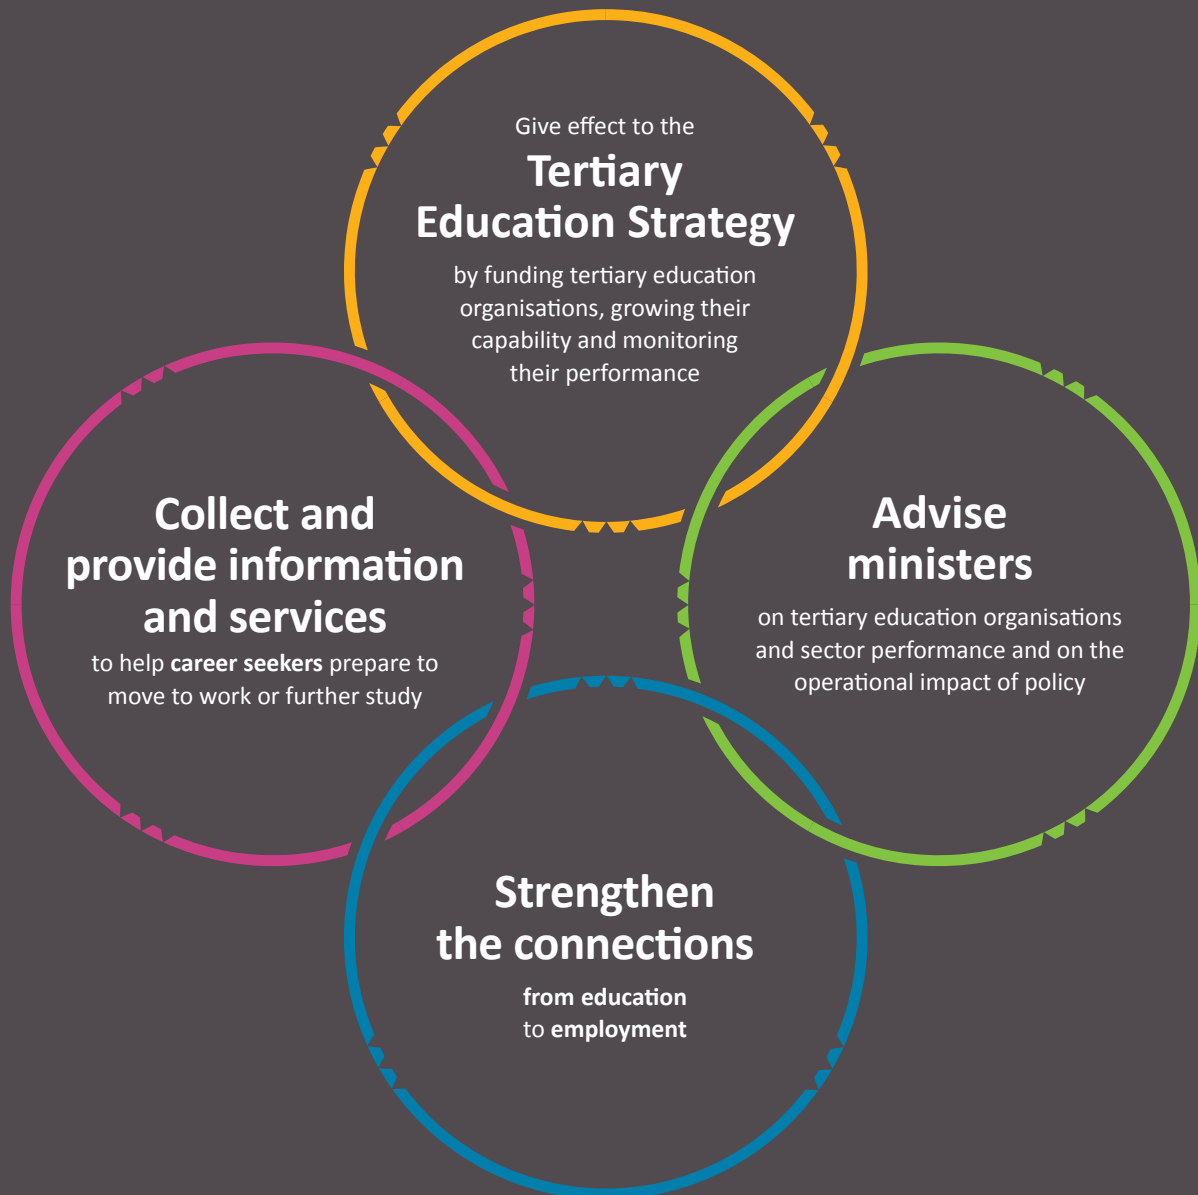 Give effect to the
Tertiary
Education Strategy
by funding tertiary education
organisations, growing their
capability and monitoring
their performance
Collect and
provide information
and services
to help career seekers prepare to
move to work or further study
Advise
ministers
on tertiary education organisations
and sector performance and on the
operational impact of policy
Strengthen
the connections
from education
to employment